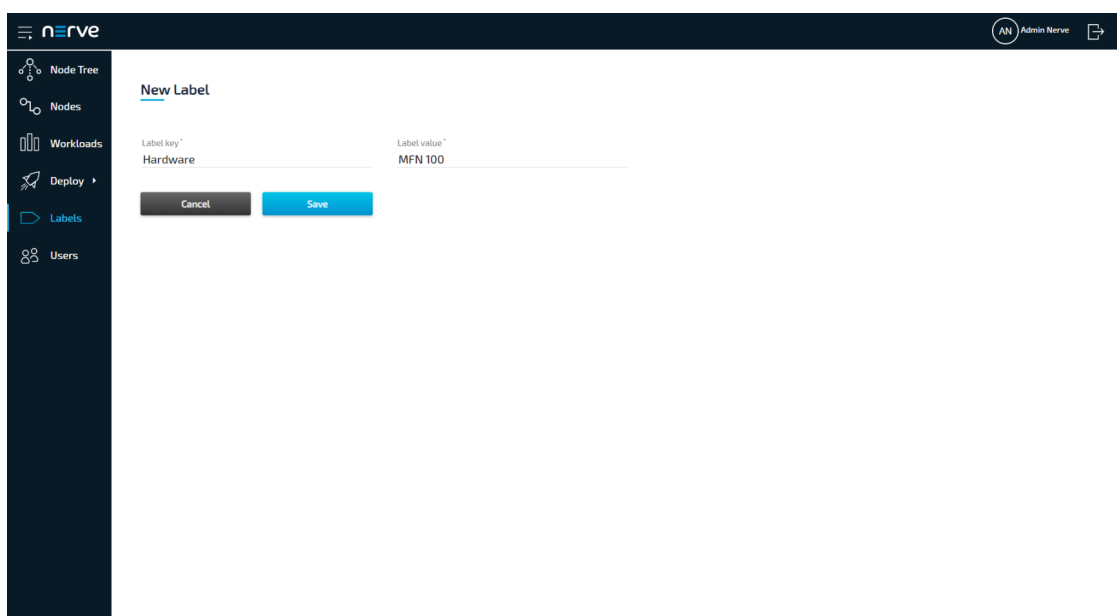 nerve
AN Admin Nerve
Node Tree
Nodes
Workloads
Deploy
Labels
Users
New Label
Label key* Label value*
Hardware MFN 100
Cancel Save